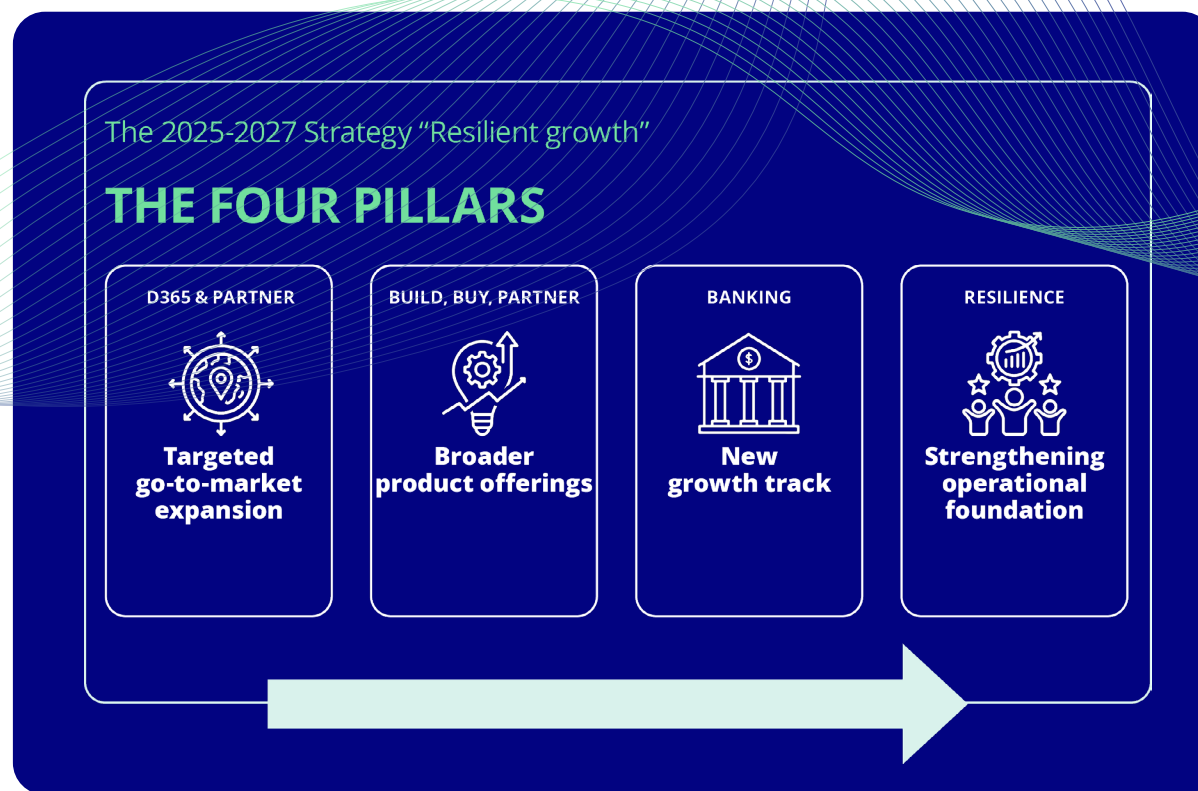 The 2025-2027 Strategy “Resilient growth”
THE FOUR PILLARS
D365 & PARTNER
Targeted
go-to-market
expansion
BUILD, BUY, PARTNER
Broader
product offerings
BANKING
$
New
growth track
RESILIENCE
Strengthening
operational
foundation